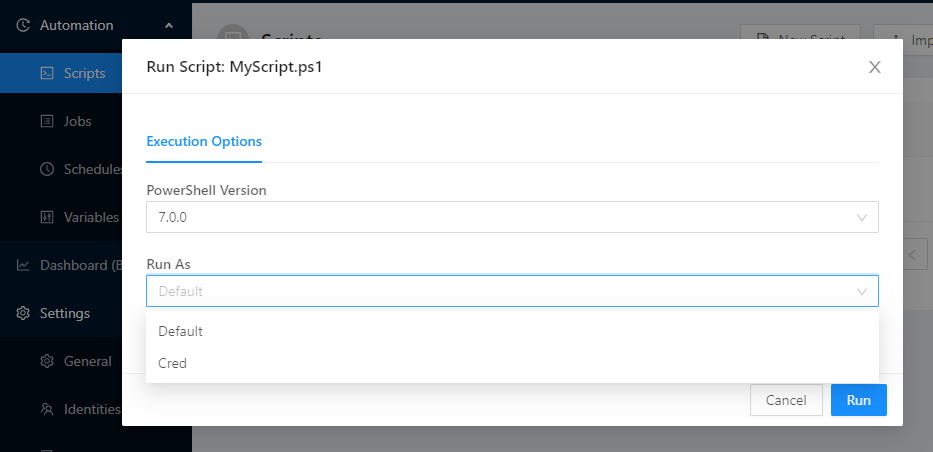 Automation
Scripts
New Script
Imp
Run Script: MyScript.ps1
Scripts
Jobs
Schedules
Variables
Dashboard (B
Settings
General
Identities
Execution Options
PowerShell Version
7.0.0
Run As
Default
Default
Cred
Cancel
Run